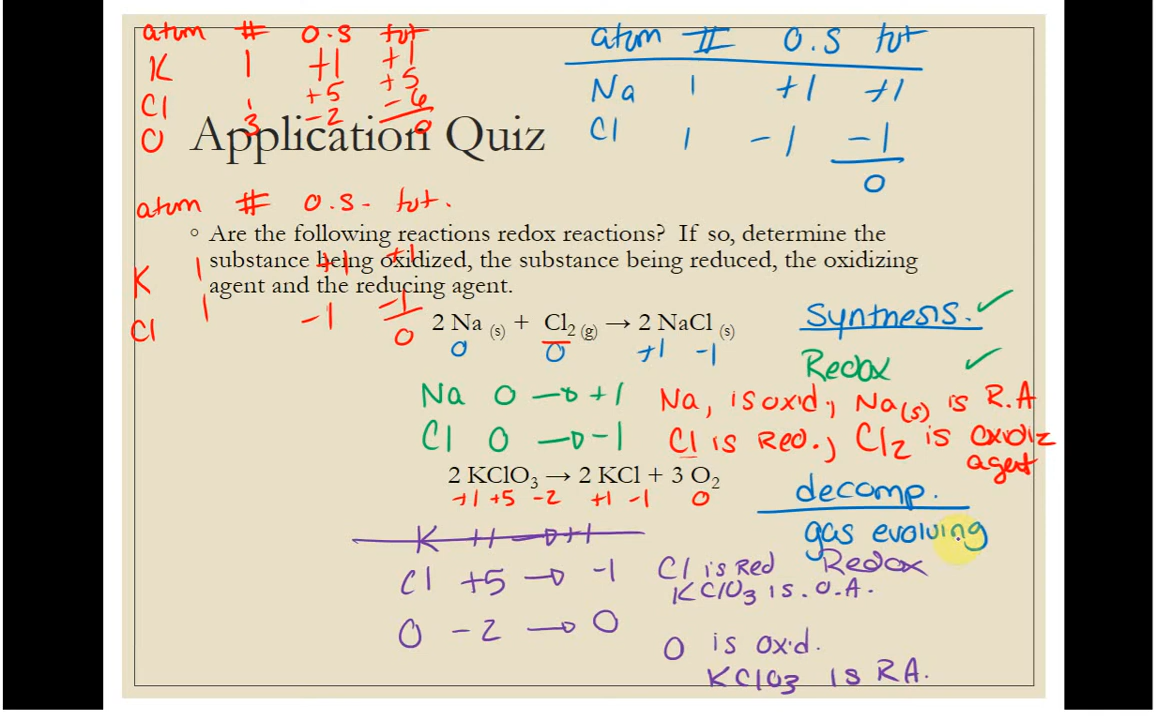 atum # O.S tut
K 1 +1 +1
Cl 1 +5 +5
O 3 -2 -6
0
atom # O.S tut
Na 1 +1 +1
Cl 1 -1 -1
0
Application Quiz
atum # O.S- tut.
K 1 +1 +1
Cl 1 -1 -1
0
◦ Are the following reactions redox reactions? If so, determine the
substance being oxidized, the substance being reduced, the oxidizing
agent and the reducing agent.
2 Na (s) + Cl₂ (g) → 2 NaCl (s)
0 0 +1 -1
Synthesis. ✓
Redox ✓
Na 0 → +1 Na, is oxid., Na(s) is R.A
Cl 0 → -1 Cl is Red., Cl₂ is oxidiz
agent
2 KClO₃ → 2 KCl + 3 O₂
+1 +5 -2 +1 -1 0
decomp.
gas evolving
K +1 → +1
Redox
Cl +5 → -1 Cl is Red
KClO3 is. O.A.
O -2 → 0 O is oxid.
KClO3 is RA.